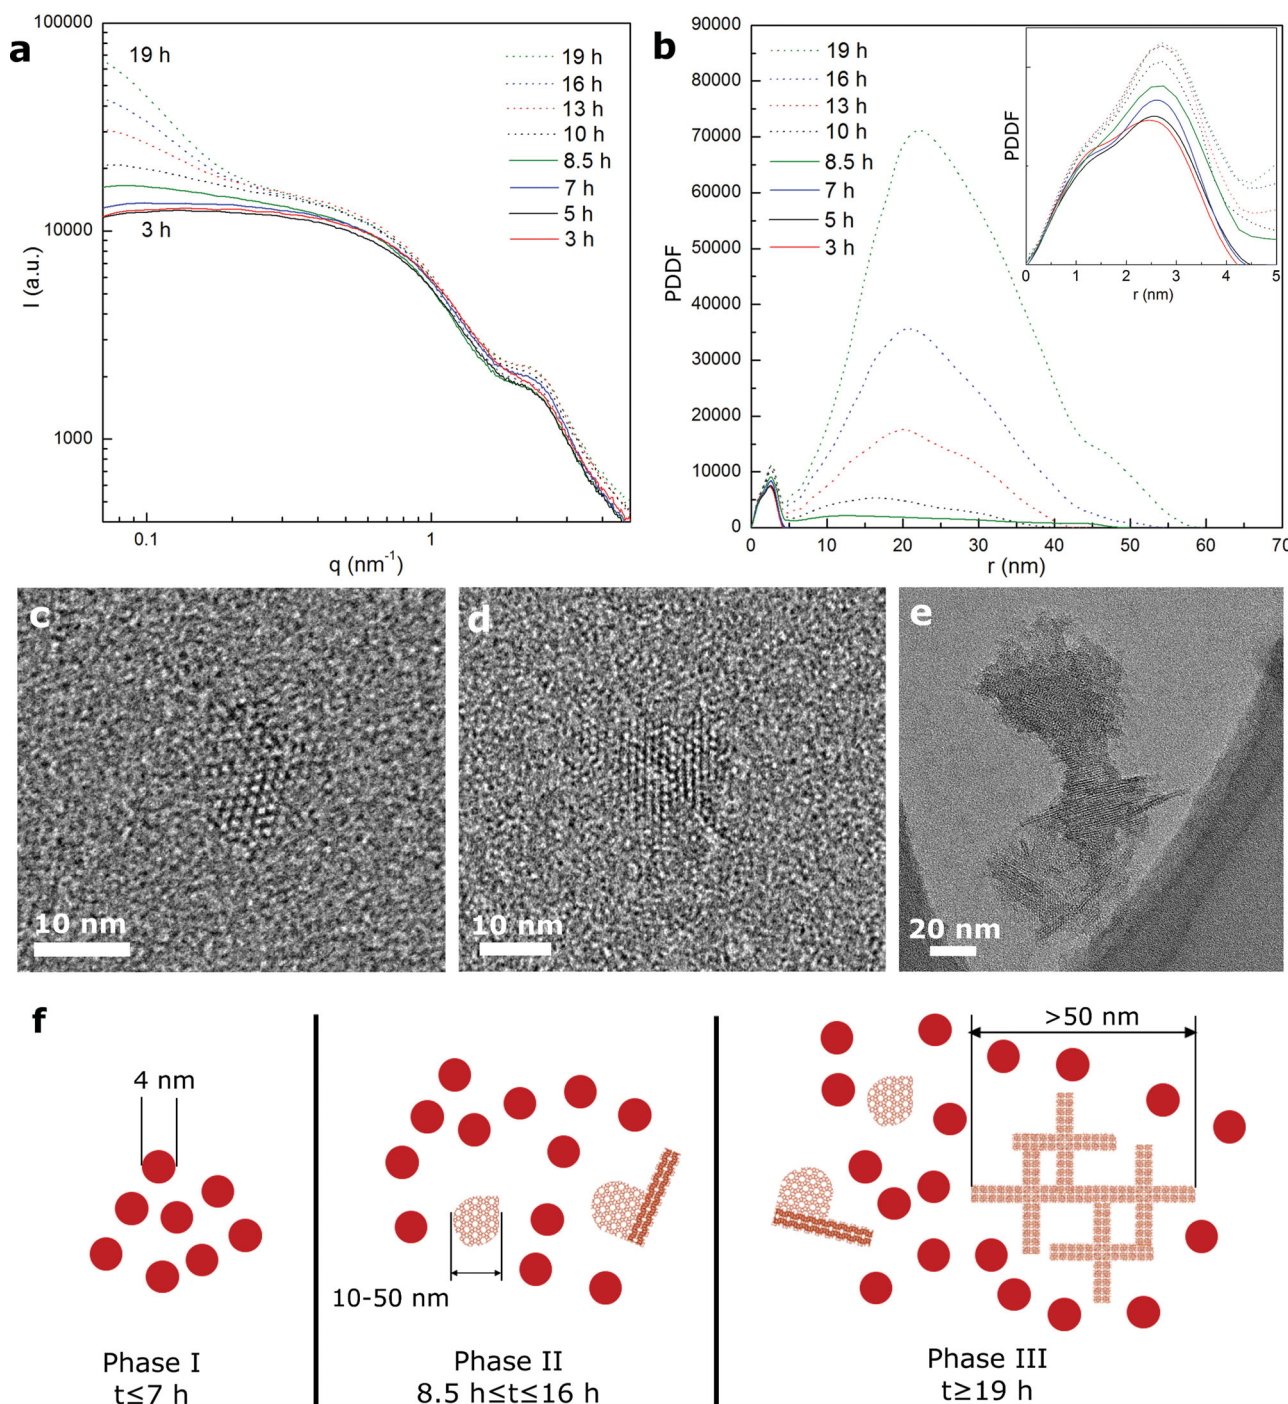 a
100000
10000
1000
I (a.u.)
19 h
3 h
19 h
16 h
13 h
10 h
8.5 h
7 h
5 h
3 h
0.1
1
q (nm⁻¹)
b
90000
80000
70000
60000
50000
40000
30000
20000
10000
0
PDDF
19 h
16 h
13 h
10 h
8.5 h
7 h
5 h
3 h
0 10 20 30 40 50 60 70
r (nm)
PDDF
0 1 2 3 4 5
r (nm)
c
10 nm
d
10 nm
e
20 nm
f
4 nm
Phase I
t≤7 h
10-50 nm
Phase II
8.5 h≤t≤16 h
>50 nm
Phase III
t≥19 h